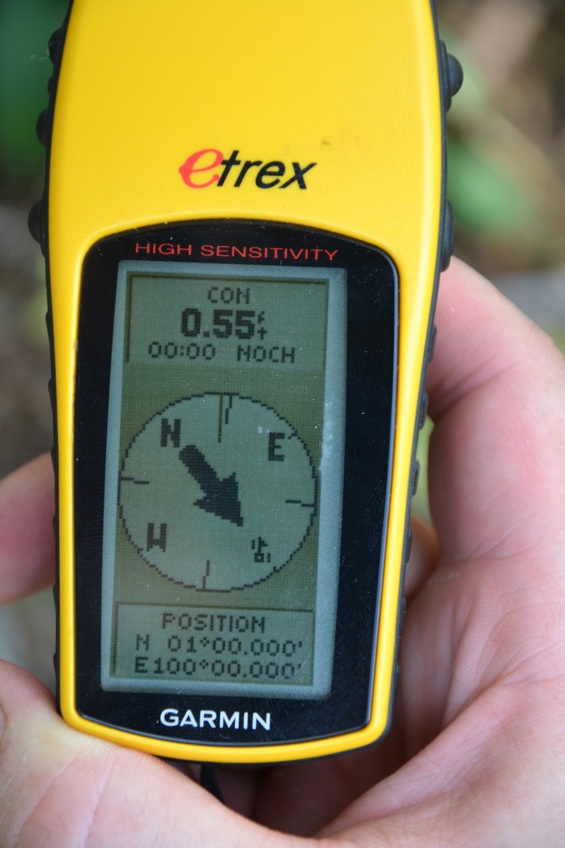 etrex
HIGH SENSITIVITY
CON
0.55
00:00 NOCH
N
E
W
POSITION
N 01°00.000'
E100°00.000'
GARMIN